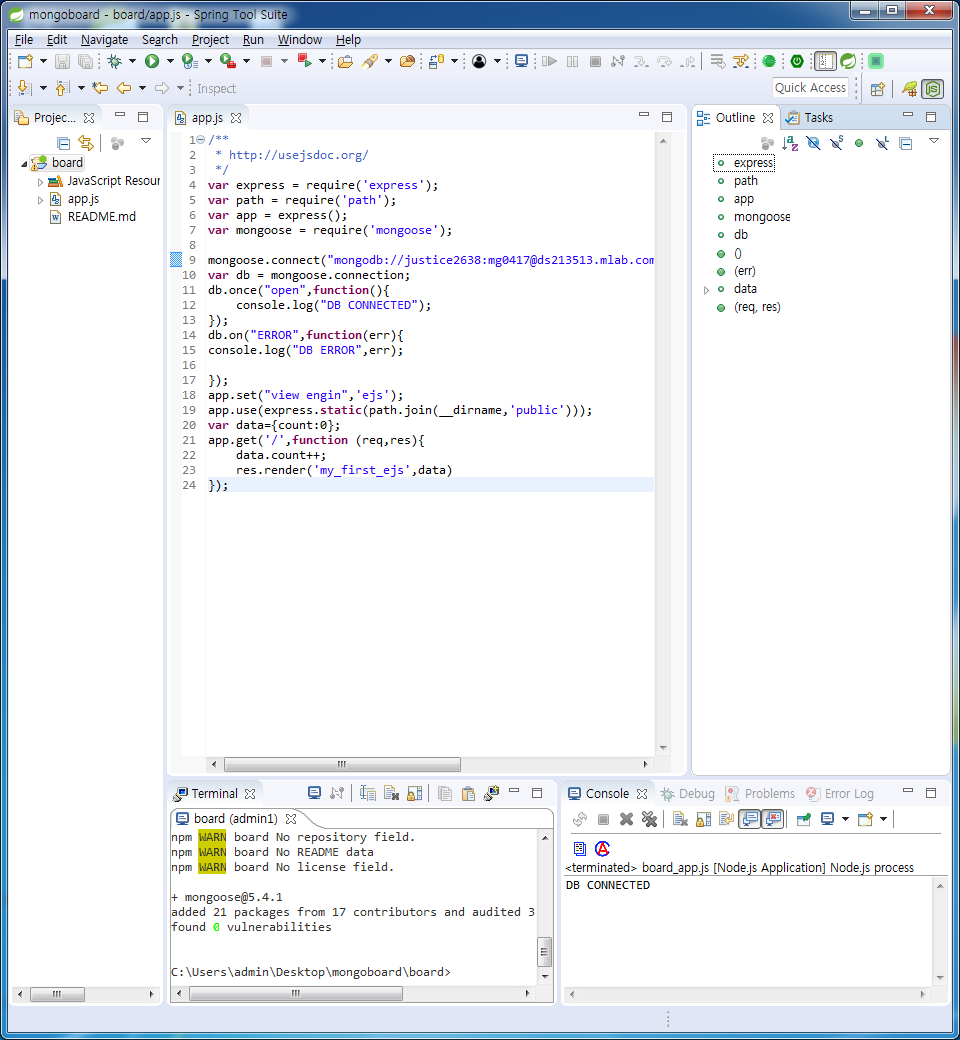 mongoboard - board/app.js - Spring Tool Suite
File Edit Navigate Search Project Run Window Help
Inspect
Quick Access
Projec...
board
JavaScript Resour
app.js
README.md
app.js
1 /**
2 * http://usejsdoc.org/
3 */
4 var express = require('express');
5 var path = require('path');
6 var app = express();
7 var mongoose = require('mongoose');
8
9 mongoose.connect("mongodb://justice2638:mg0417@ds213513.mlab.com
10 var db = mongoose.connection;
11 db.once("open",function(){
12 console.log("DB CONNECTED");
13 });
14 db.on("ERROR",function(err){
15 console.log("DB ERROR",err);
16
17 });
18 app.set("view engin",'ejs');
19 app.use(express.static(path.join(__dirname,'public')));
20 var data={count:0};
21 app.get('/',function (req,res){
22 data.count++;
23 res.render('my_first_ejs',data)
24 });
Outline Tasks
express
path
app
mongoose
db
()
(err)
data
(req, res)
Terminal
board (admin1)
npm WARN board No repository field.
npm WARN board No README data
npm WARN board No license field.
+ mongoose@5.4.1
added 21 packages from 17 contributors and audited 3
found 0 vulnerabilities
C:\Users\admin\Desktop\mongoboard\board>
Console Debug Problems Error Log
<terminated> board_app.js [Node.js Application] Node.js process
DB CONNECTED